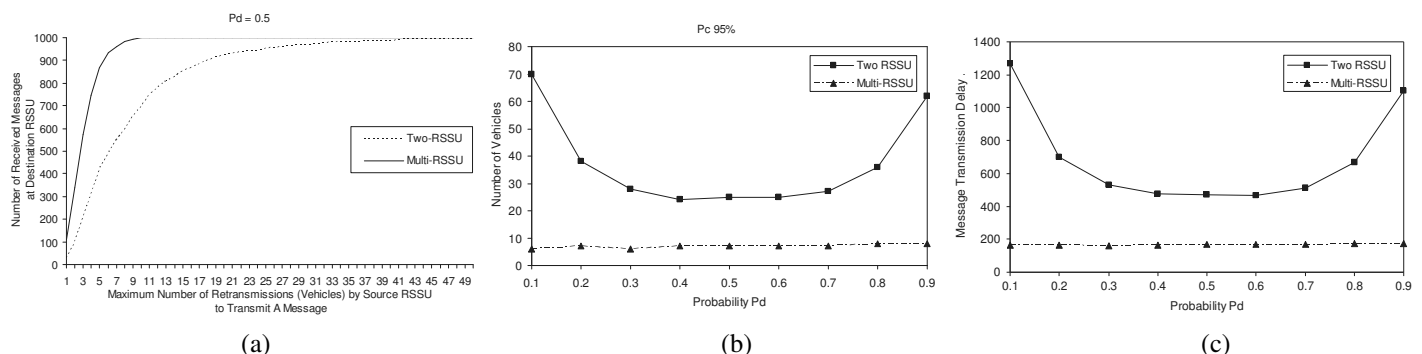 Pd = 0.5
Number of Received Messages
at Destination RSSU
1000
900
800
700
600
500
400
300
200
100
0
1 3 5 7 9 11 13 15 17 19 21 23 25 27 29 31 33 35 37 39 41 43 45 47 49
Maximum Number of Retransmissions (Vehicles) by Source RSSU
to Transmit A Message
Two-RSSU
Multi-RSSU
(a)
Pc 95%
Number of Vehicles
80
70
60
50
40
30
20
10
0
0.1 0.2 0.3 0.4 0.5 0.6 0.7 0.8 0.9
Probability Pd
Two RSSU
Multi-RSSU
(b)
Message Transmission Delay .
1400
1200
1000
800
600
400
200
0
0.1 0.2 0.3 0.4 0.5 0.6 0.7 0.8 0.9
Probability Pd
Two RSSU
Multi-RSSU
(c)